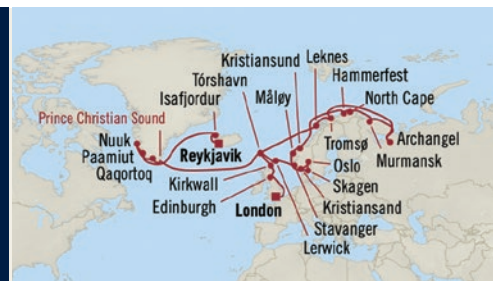 Kristiansund
Leknes
Tórshavn
Hammerfest
Isafjordur
Måløy
North Cape
Prince Christian Sound
Nuuk
Paamiut
Qaqortoq
Reykjavik
Tromsø
Archangel
Oslo
Murmansk
Kirkwall
Skagen
Edinburgh
London
Kristiansand
Stavanger
Lerwick